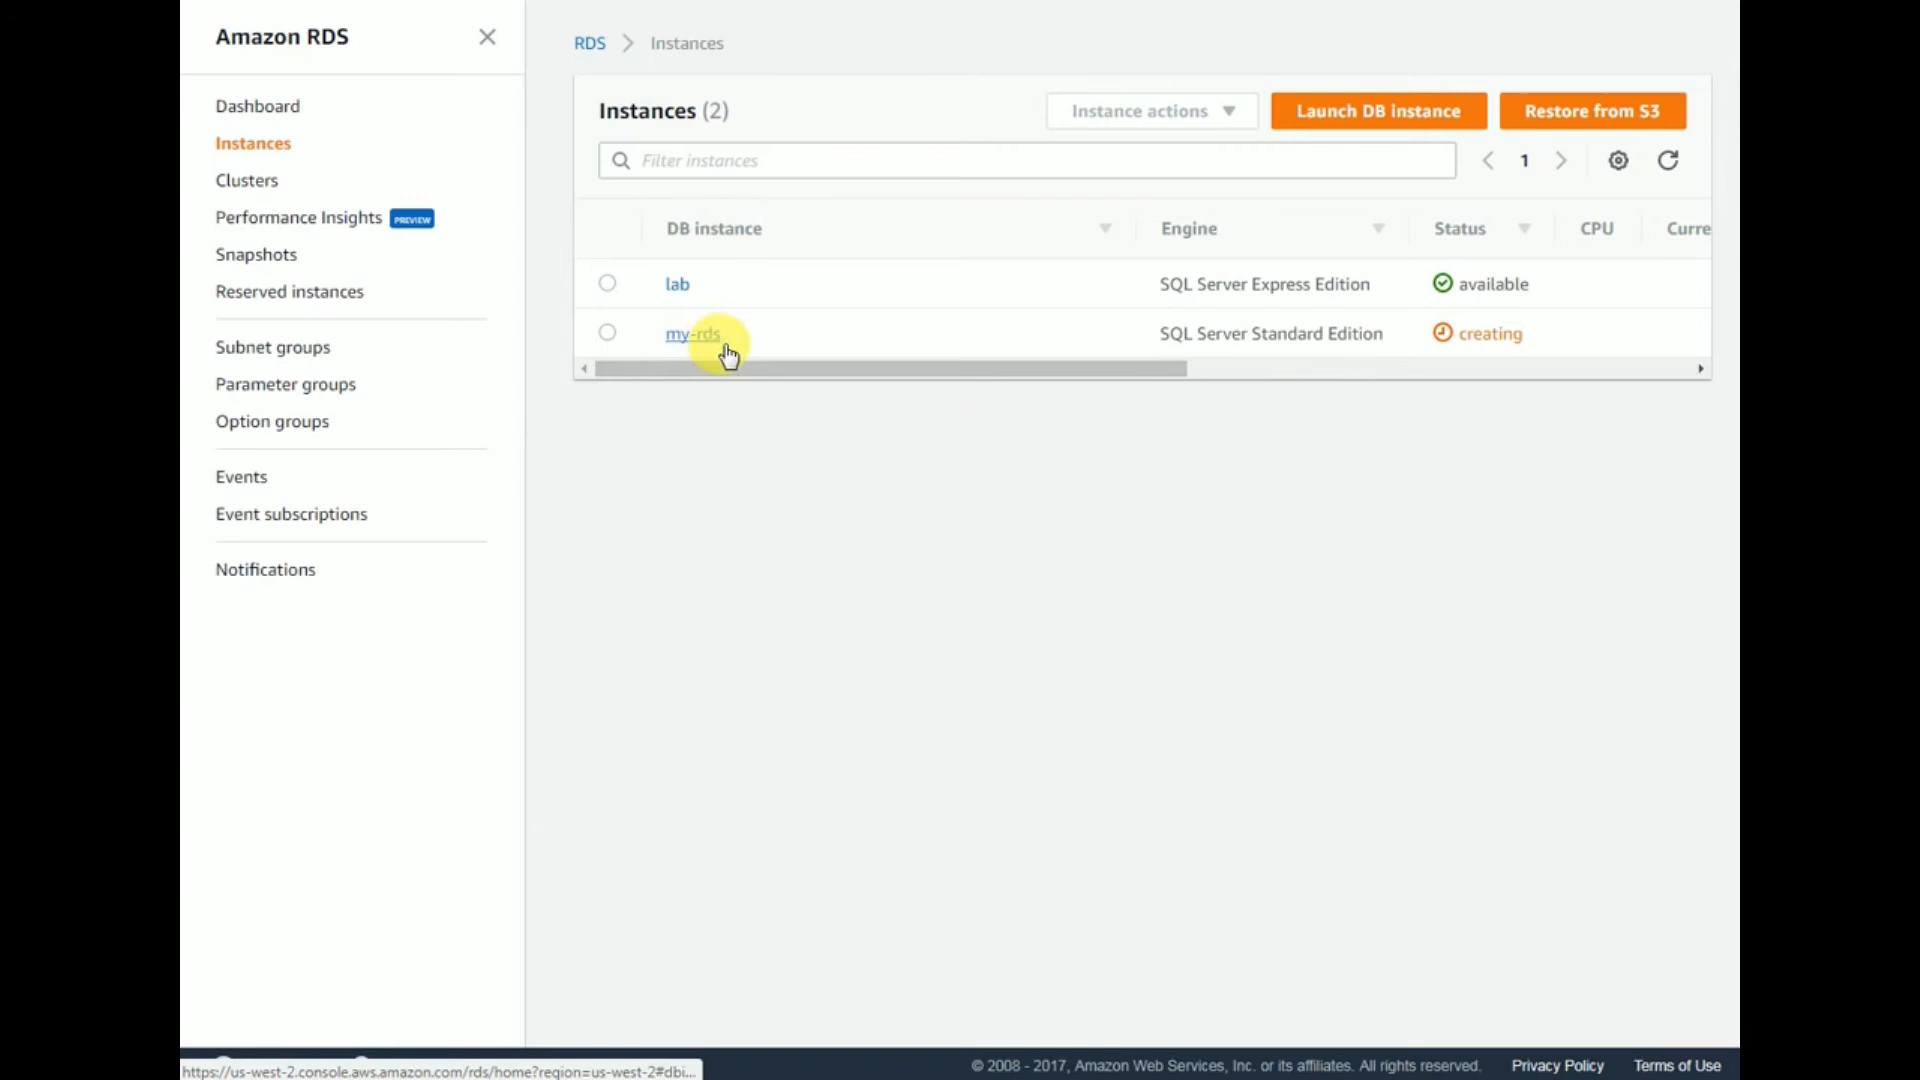 Amazon RDS
Dashboard
Instances
Clusters
Performance Insights PREVIEW
Snapshots
Reserved instances
Subnet groups
Parameter groups
Option groups
Events
Event subscriptions
Notifications
RDS > Instances
Instances (2)
Instance actions
Launch DB instance
Restore from S3
Filter instances
1
DB instance Engine Status CPU Curre
lab SQL Server Express Edition available
my-rds SQL Server Standard Edition creating
https://us-west-2.console.aws.amazon.com/rds/home?region=us-west-2#dbi...
© 2008 - 2017, Amazon Web Services, Inc. or its affiliates. All rights reserved. Privacy Policy Terms of Use